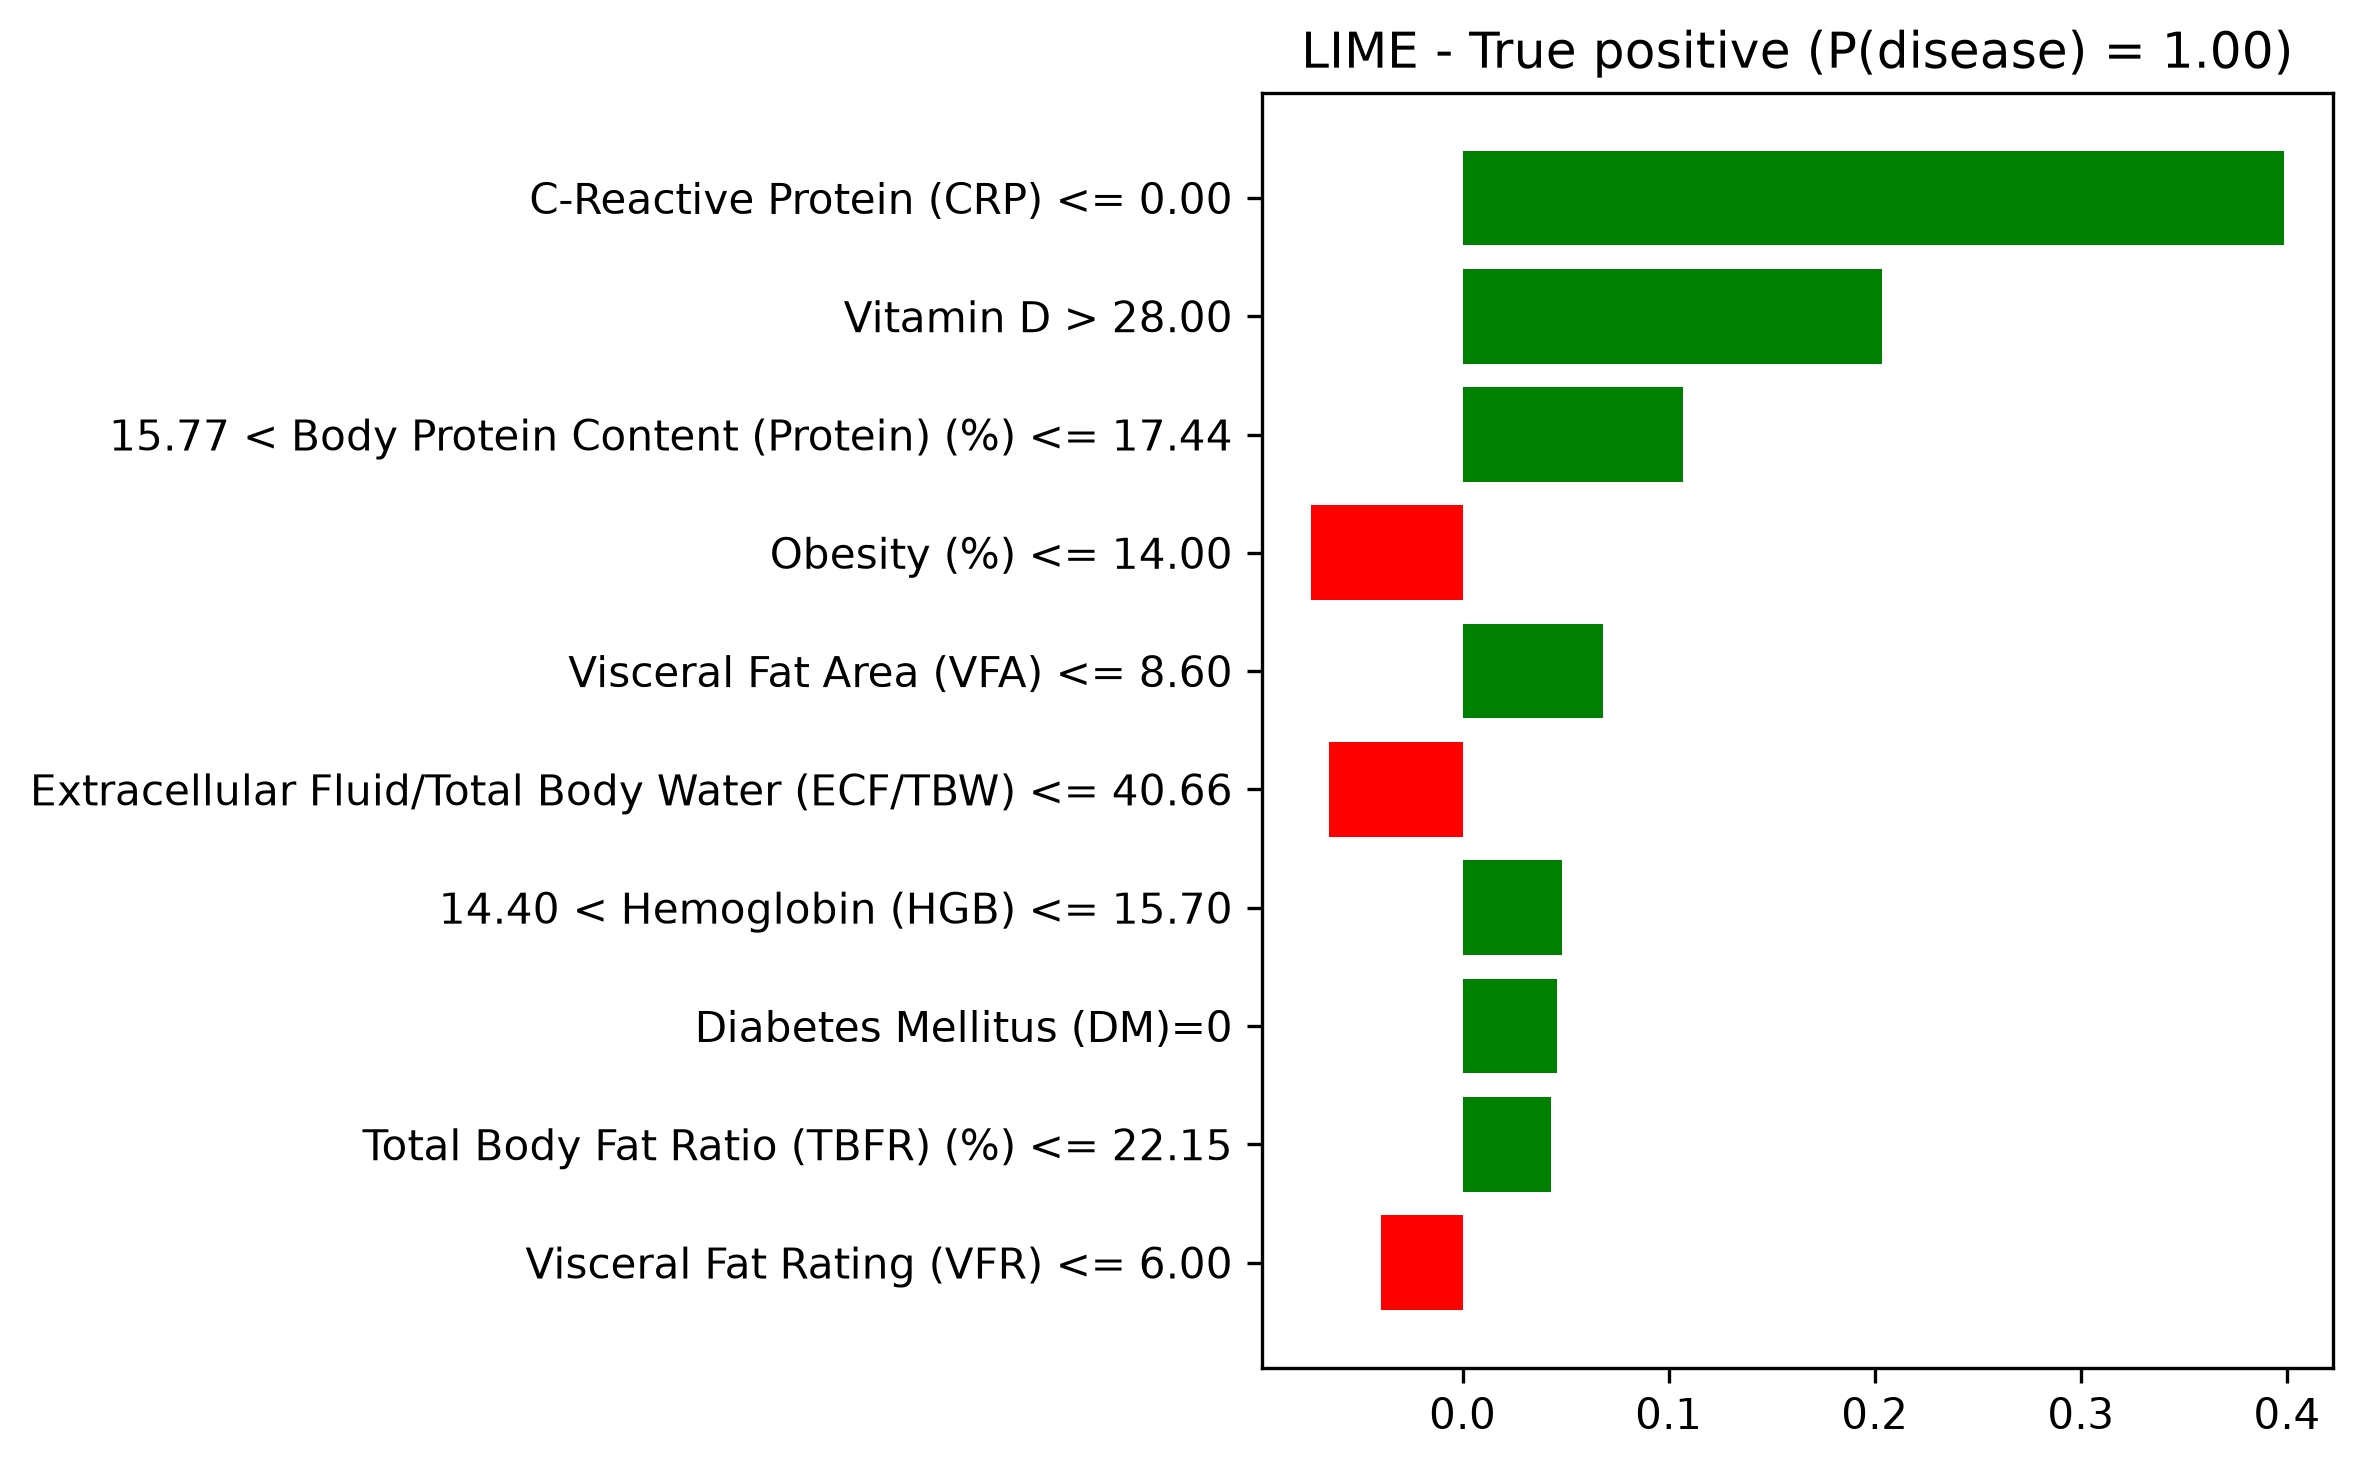 LIME - True positive (P(disease) = 1.00)
C-Reactive Protein (CRP) <= 0.00
Vitamin D > 28.00
15.77 < Body Protein Content (Protein) (%) <= 17.44
Obesity (%) <= 14.00
Visceral Fat Area (VFA) <= 8.60
Extracellular Fluid/Total Body Water (ECF/TBW) <= 40.66
14.40 < Hemoglobin (HGB) <= 15.70
Diabetes Mellitus (DM)=0
Total Body Fat Ratio (TBFR) (%) <= 22.15
Visceral Fat Rating (VFR) <= 6.00
0.0 0.1 0.2 0.3 0.4